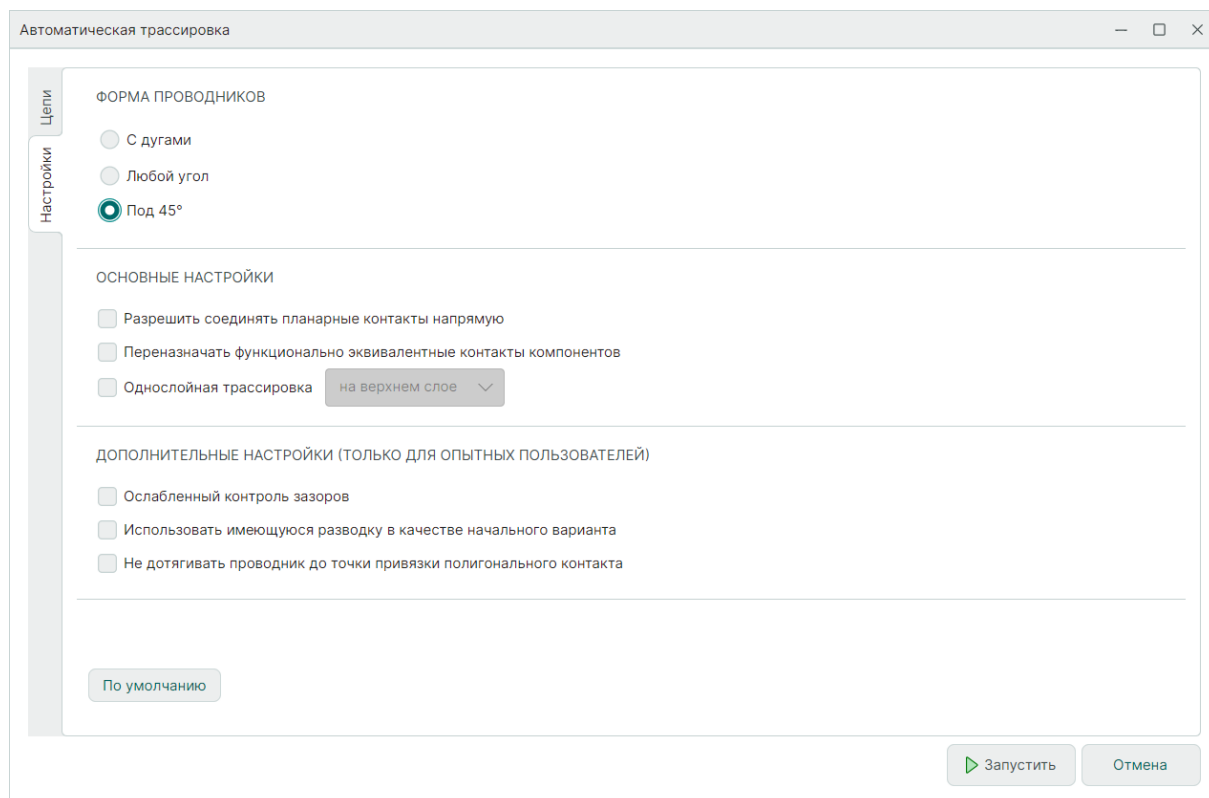 Автоматическая трассировка
Цепи
Настройки
ФОРМА ПРОВОДНИКОВ
С дугами
Любой угол
Под 45°
ОСНОВНЫЕ НАСТРОЙКИ
Разрешить соединять планарные контакты напрямую
Переназначать функционально эквивалентные контакты компонентов
Однослойная трассировка на верхнем слое
ДОПОЛНИТЕЛЬНЫЕ НАСТРОЙКИ (ТОЛЬКО ДЛЯ ОПЫТНЫХ ПОЛЬЗОВАТЕЛЕЙ)
Ослабленный контроль зазоров
Использовать имеющуюся разводку в качестве начального варианта
Не дотягивать проводник до точки привязки полигонального контакта
По умолчанию
Запустить Отмена